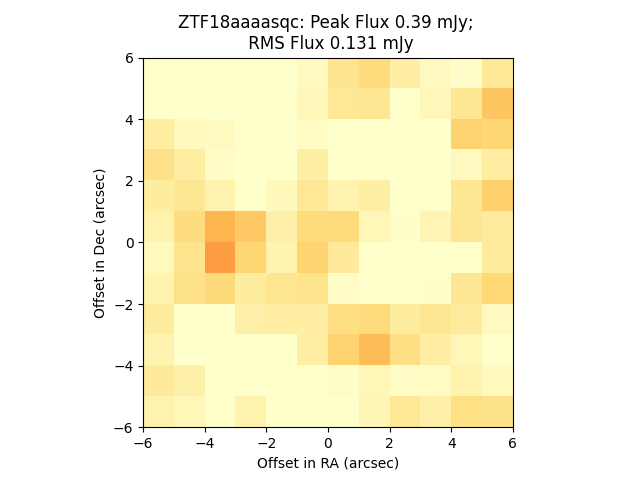 ZTF18aaaasqc: Peak Flux 0.39 mJy;
RMS Flux 0.131 mJy
6
4
2
0
−2
−4
−6
Offset in Dec (arcsec)
−6 −4 −2 0 2 4 6
Offset in RA (arcsec)